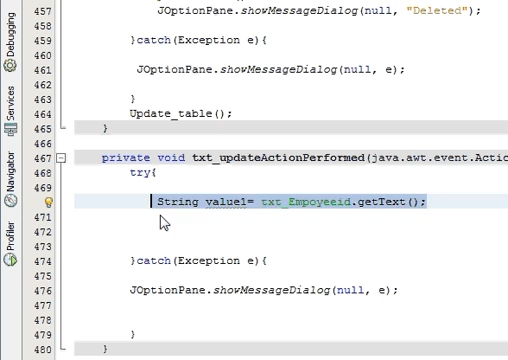 Debugging
Services
Navigator
Profiler
457 JOptionPane.showMessageDialog(null, "Deleted");
458
459 }catch(Exception e){
460
461 JOptionPane.showMessageDialog(null, e);
462
463 }
464 Update_table();
465 }
466
467 private void txt_updateActionPerformed(java.awt.event.Actio
468 try{
469
String value1= txt_Empoyeeid.getText();
471
472
473
474 }catch(Exception e){
475
476 JOptionPane.showMessageDialog(null, e);
477
478
479 }
480 }